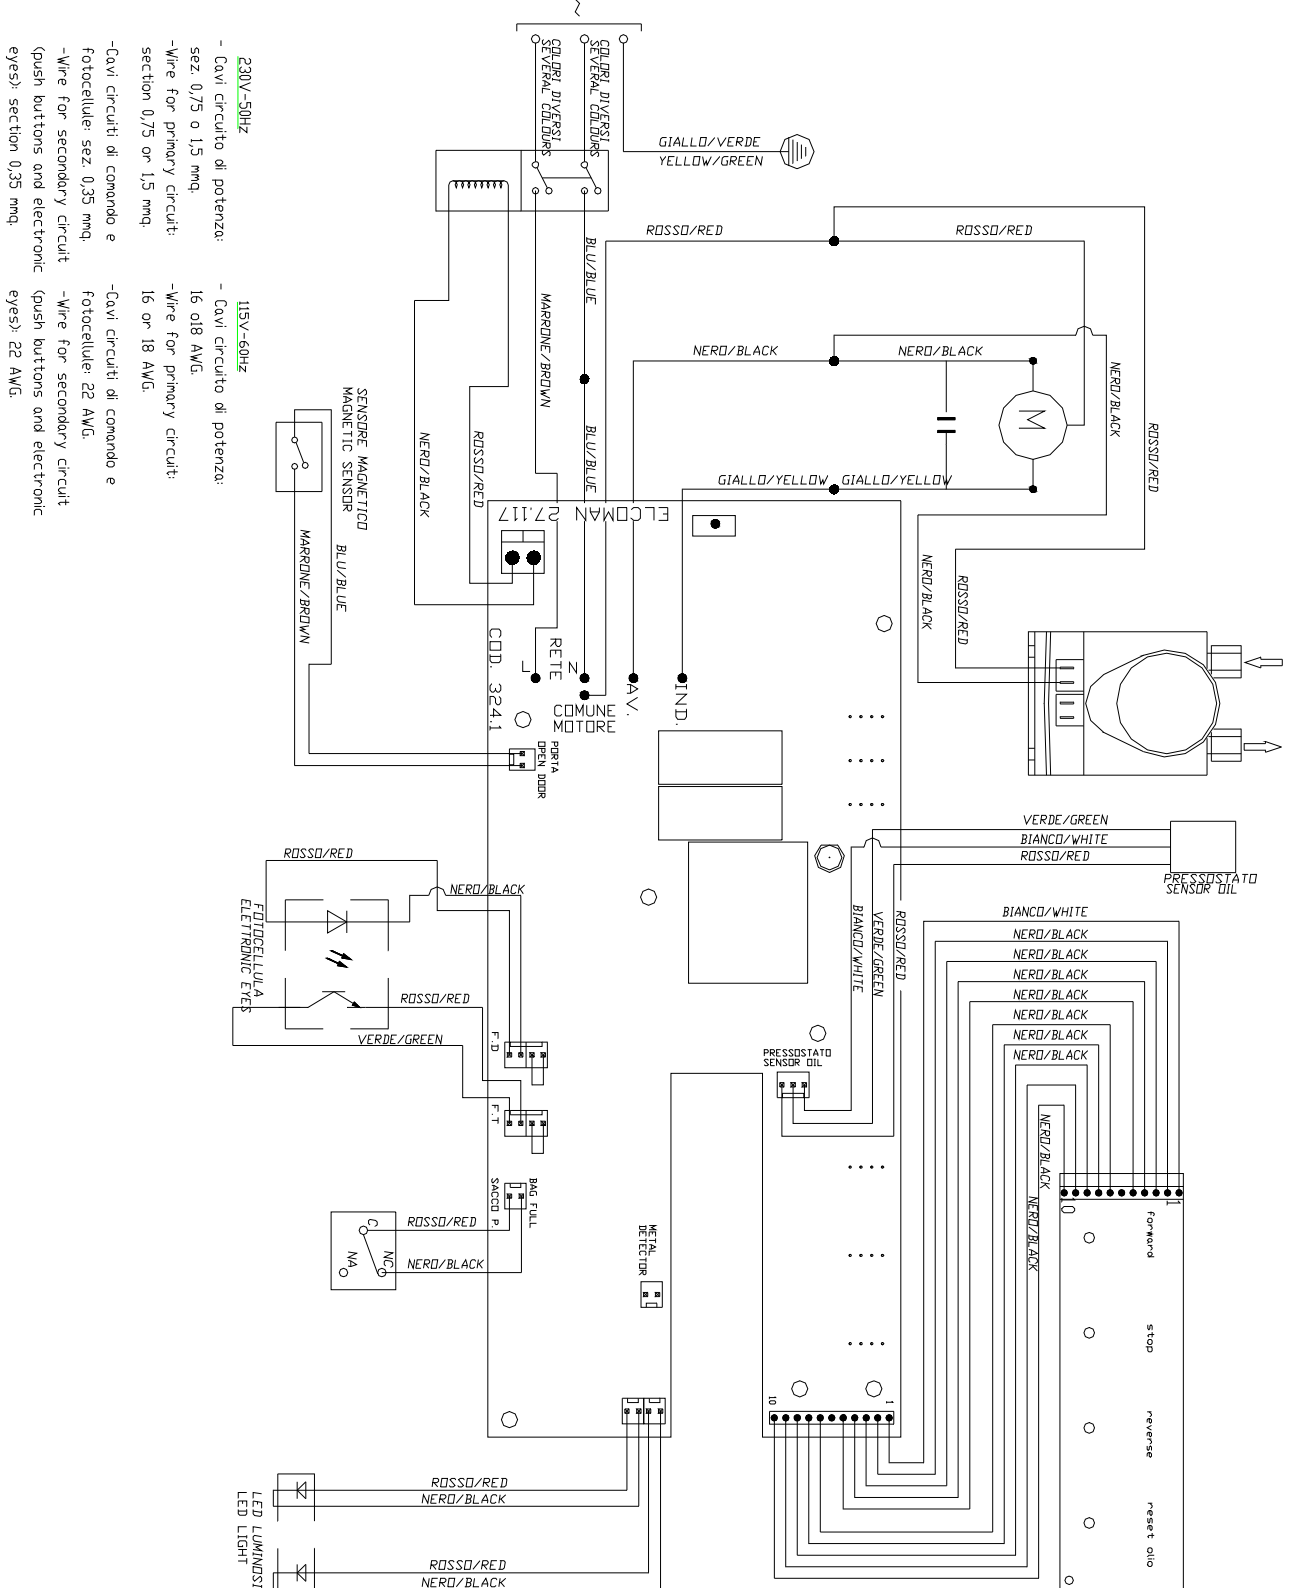 230V-50Hz
- Cavi circuito di potenza:
sez. 0,75 o 1,5 mmq.
-Wire for primary circuit:
section 0,75 or 1,5 mmq.
-Cavi circuiti di comando e
fotocellule: sez. 0,35 mmq.
-Wire for secondary circuit
(push buttons and electronic
eyes): section 0,35 mmq.
115V-60Hz
- Cavi circuito di potenza:
16 o18 AWG.
-Wire for primary circuit:
16 or 18 AWG.
-Cavi circuiti di comando e
fotocellule: 22 AWG.
-Wire for secondary circuit
(push buttons and electronic
eyes): 22 AWG.
~
COLORI DIVERSI
SEVERAL COLOURS
COLORI DIVERSI
SEVERAL COLOURS
GIALLO/VERDE
YELLOW/GREEN
ROSSO/RED
ROSSO/RED
BLU/BLUE
MARRONE/BROWN
NERO/BLACK
NERO/BLACK
NERO/BLACK
ROSSO/RED
M
BLU/BLUE
NERO/BLACK
ROSSO/RED
GIALLO/YELLOW
GIALLO/YELLOW
SENSORE MAGNETICO
MAGNETIC SENSOR
BLU/BLUE
MARRONE/BROWN
ELCOMAN 27.117
NERO/BLACK
ROSSO/RED
COD. 324.1
RETE
L
N
AV.
IND.
COMUNE
MOTORE
PORTA
OPEN DOOR
VERDE/GREEN
BIANCO/WHITE
ROSSO/RED
PRESSOSTATO
SENSOR OIL
ROSSO/RED
NERO/BLACK
FOTOCELLULA
ELETTRONIC EYES
ROSSO/RED
VERDE/GREEN
F.D
F.T
BIANCO/WHITE
VERDE/GREEN
ROSSO/RED
BIANCO/WHITE
NERO/BLACK
NERO/BLACK
NERO/BLACK
NERO/BLACK
NERO/BLACK
NERO/BLACK
NERO/BLACK
PRESSOSTATO
SENSOR OIL
NERO/BLACK
NERO/BLACK
10
1
forward
stop
reverse
reset olio
BAG FULL
SACCO P.
ROSSO/RED
NERO/BLACK
C
NC
NA
METAL
DETECTOR
10
1
ROSSO/RED
NERO/BLACK
LED LUMINOSI
LED LIGHT
ROSSO/RED
NERO/BLACK